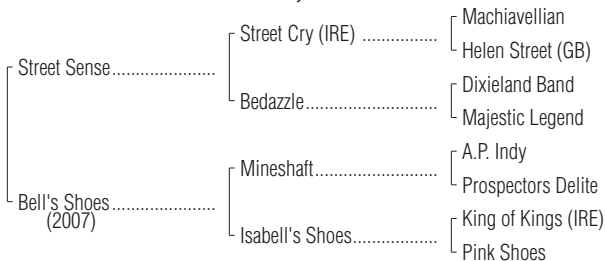 Machiavellian
Street Cry (IRE) ................
Helen Street (GB)
Street Sense......................
Dixieland Band
Bedazzle............................
Majestic Legend
A.P. Indy
Mineshaft..........................
Prospectors Delite
Bell's Shoes......................
(2007)
King of Kings (IRE)
Isabell's Shoes..................
Pink Shoes